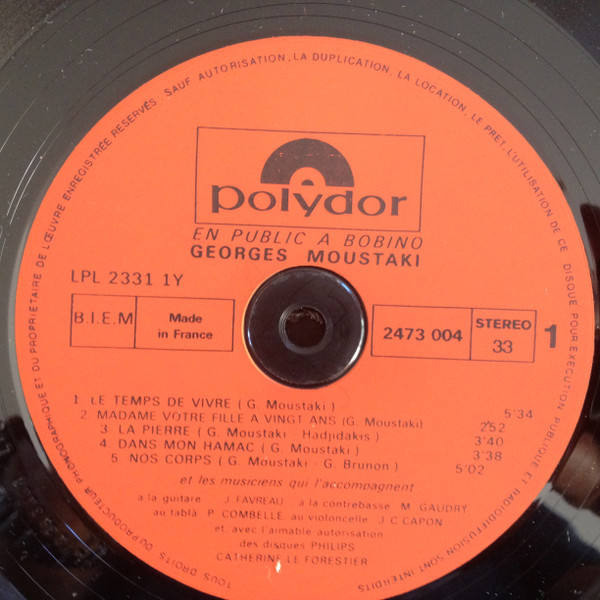 TOUS DROITS DU PRODUCTEUR PHONOGRAPHIQUE ET DU PROPRIETAIRE DE L'ŒUVRE ENREGISTRÉE RESERVÉS. SAUF AUTORISATION, LA DUPLICATION, LA LOCATION, LE PRET, L'UTILISATION DE CE DISQUE POUR EXECUTION PUBLIQUE ET RADIODIFFUSION SONT INTERDITS
polydor
EN PUBLIC A BOBINO
GEORGES MOUSTAKI
LPL 2331 1Y
B.I.E.M
Made
in France
2473 004
STEREO
33
1
1 LE TEMPS DE VIVRE ( G. Moustaki ) 5'34
2. MADAME VOTRE FILLE A VINGT ANS (G. Moustaki) 2'52
3 LA PIERRE ( G. Moustaki - Hadjidakis ) 3'40
4 DANS MON HAMAC ( G. Moustaki ) 3'38
5 NOS CORPS ( G. Moustaki - G. Brunon ) 5'02
et les musiciens qui l'accompagnent
a la guitare J. FAVREAU a la contrebasse M. GAUDRY
au tablà P. COMBELLE, au violoncelle J.C CAPON
et, avec l'aimable autorisation
des disques PHILIPS
CATHERINE LE FORESTIER